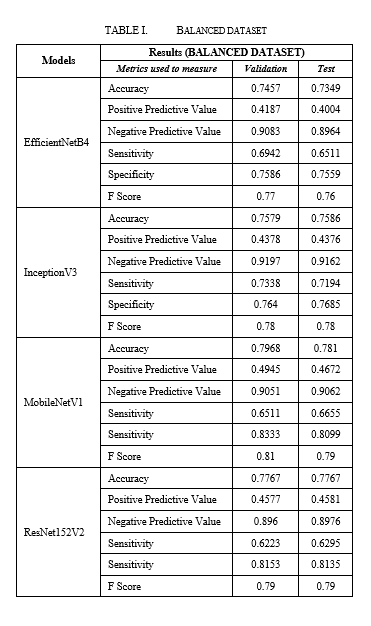 TABLE I. BALANCED DATASET
Models Results (BALANCED DATASET)
Metrics used to measure Validation Test
EfficientNetB4
Accuracy 0.7457 0.7349
Positive Predictive Value 0.4187 0.4004
Negative Predictive Value 0.9083 0.8964
Sensitivity 0.6942 0.6511
Specificity 0.7586 0.7559
F Score 0.77 0.76
InceptionV3
Accuracy 0.7579 0.7586
Positive Predictive Value 0.4378 0.4376
Negative Predictive Value 0.9197 0.9162
Sensitivity 0.7338 0.7194
Specificity 0.764 0.7685
F Score 0.78 0.78
MobileNetV1
Accuracy 0.7968 0.781
Positive Predictive Value 0.4945 0.4672
Negative Predictive Value 0.9051 0.9062
Sensitivity 0.6511 0.6655
Sensitivity 0.8333 0.8099
F Score 0.81 0.79
ResNet152V2
Accuracy 0.7767 0.7767
Positive Predictive Value 0.4577 0.4581
Negative Predictive Value 0.896 0.8976
Sensitivity 0.6223 0.6295
Sensitivity 0.8153 0.8135
F Score 0.79 0.79